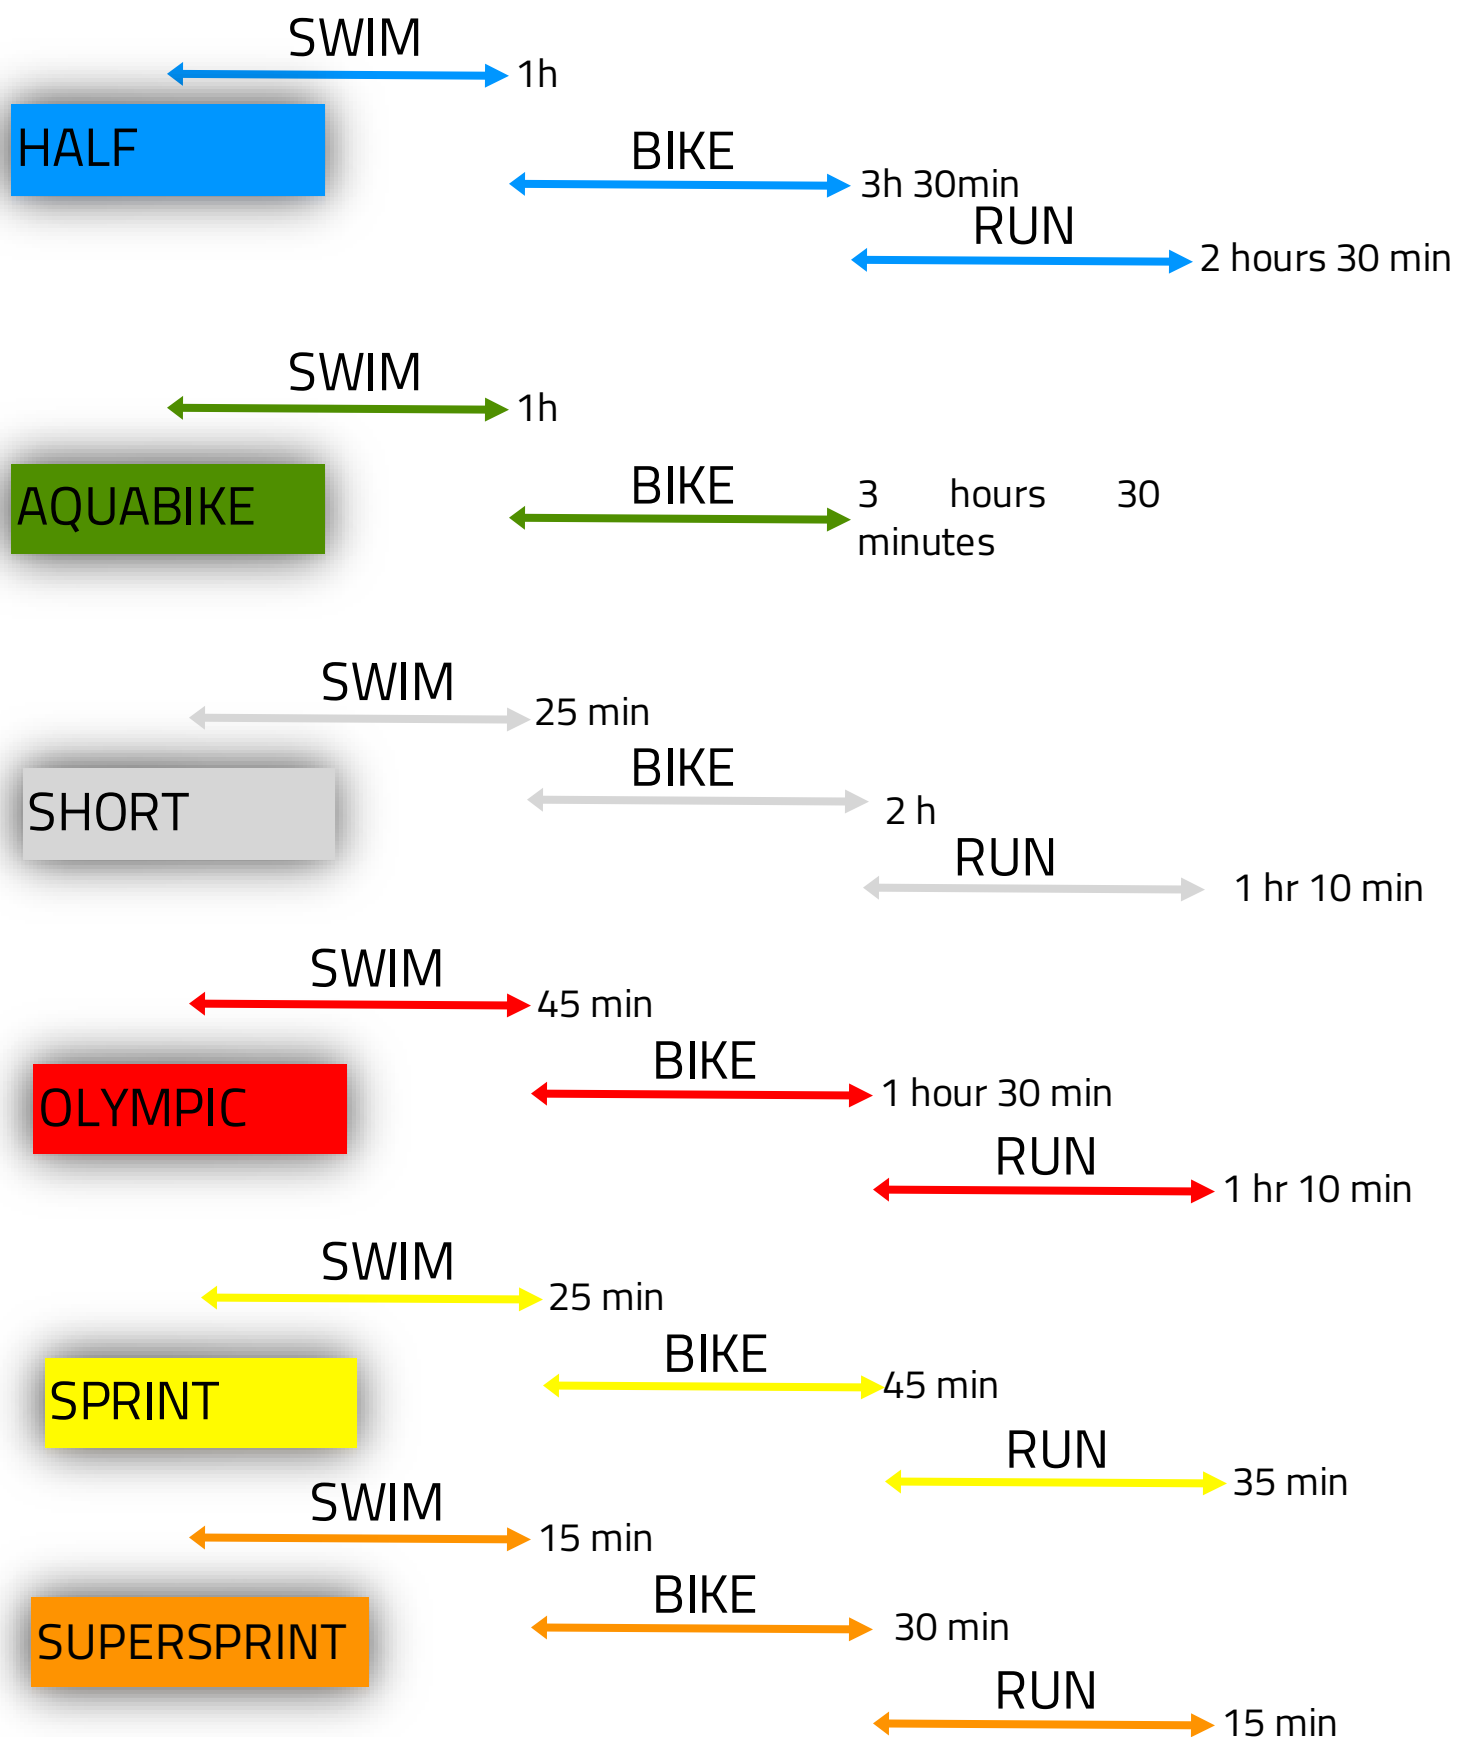 SWIM
1h
HALF
BIKE
3h 30min
RUN
2 hours 30 min
SWIM
1h
AQUABIKE
BIKE
3 hours 30
minutes
SWIM
25 min
BIKE
SHORT
2 h
RUN
1 hr 10 min
SWIM
45 min
BIKE
OLYMPIC
1 hour 30 min
RUN
1 hr 10 min
SWIM
25 min
BIKE
SPRINT
45 min
RUN
35 min
SWIM
15 min
BIKE
SUPERSPRINT
30 min
RUN
15 min